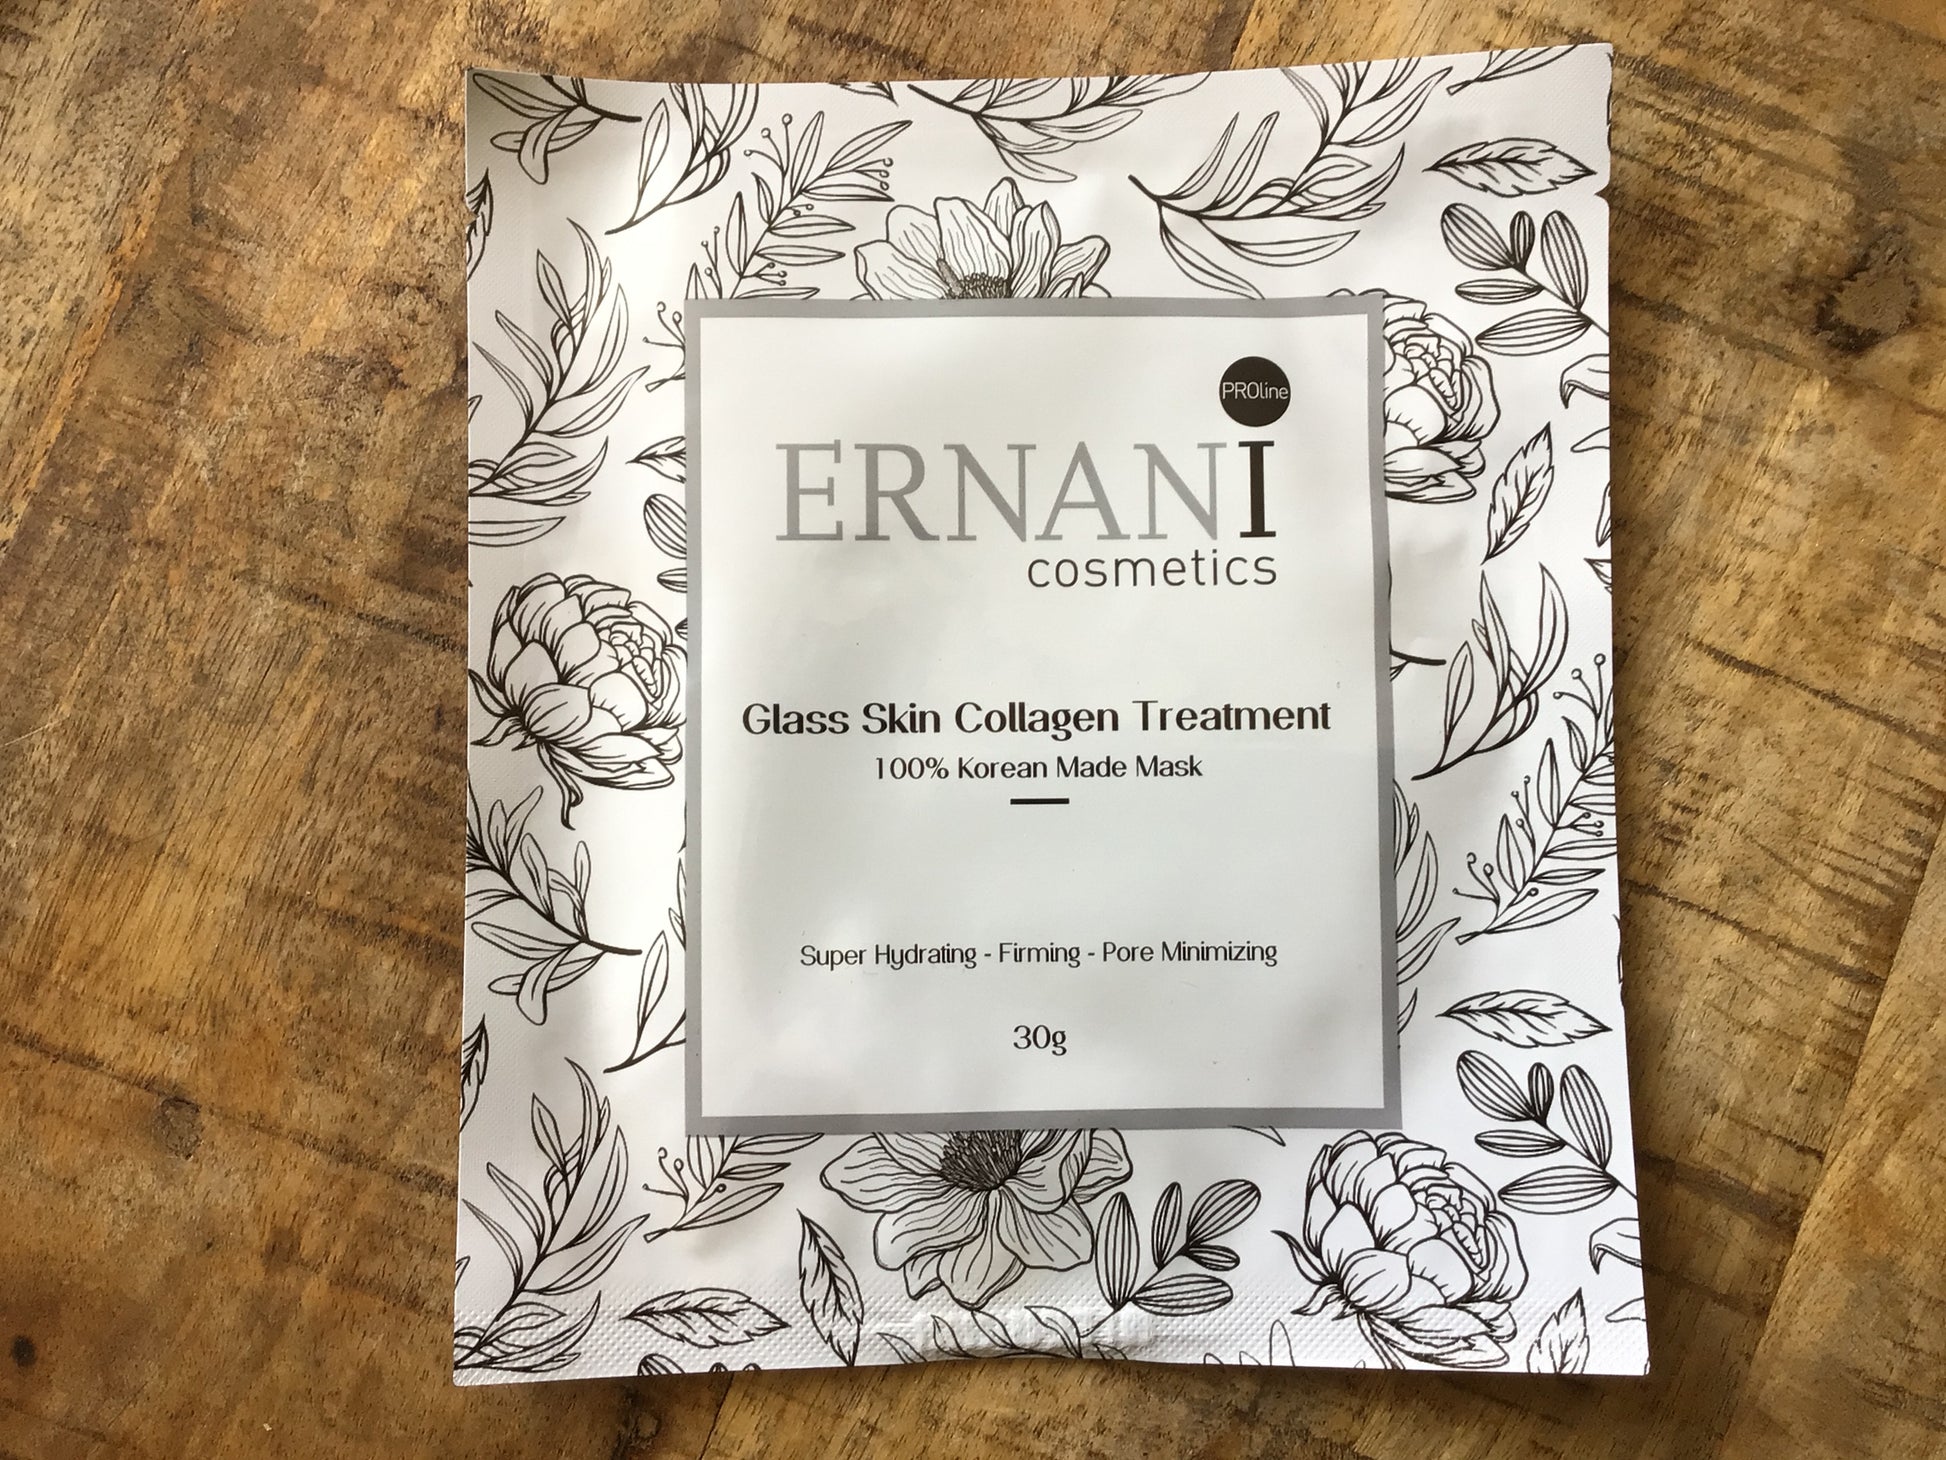 PROline
ERNANI
cosmetics
Glass Skin Collagen Treatment
100% Korean Made Mask
Super Hydrating - Firming - Pore Minimizing
30g